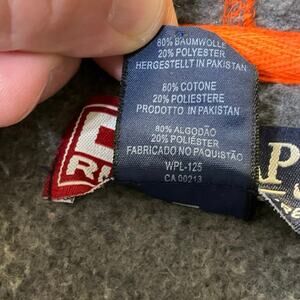 80% BAUMWOLLE
20% POLYESTER
HERGESTELLT IN PAKISTAN
80% COTONE
20% POLIESTERE
PRODOTTO IN PAKISTAN
80% ALGODÃO
20% POLIÉSTER
FABRICADO NO PAQUISTÃO
WPL-125
CA 00213